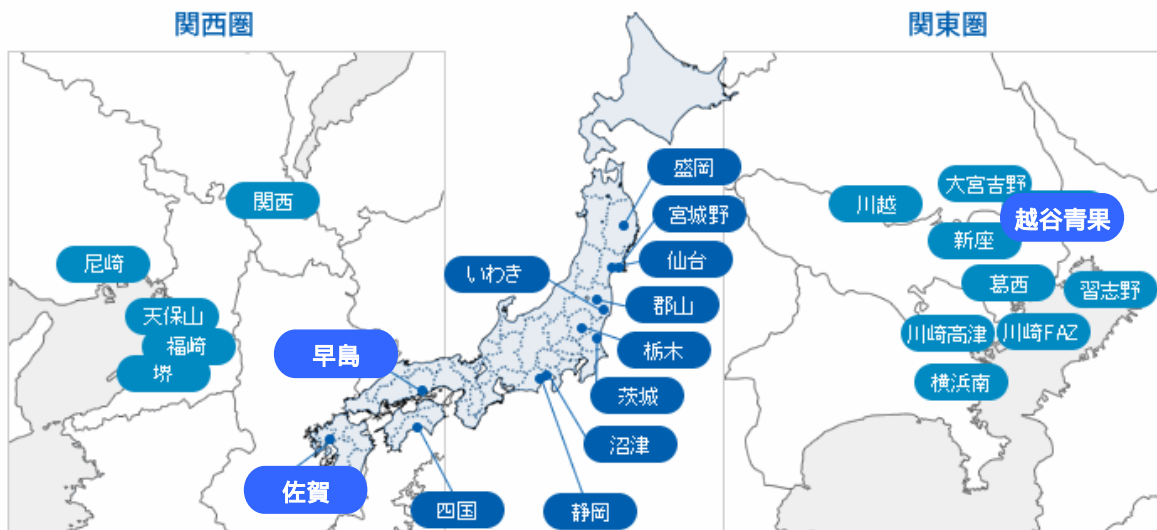 関西圏
関東圏
関西
尼崎
天保山
福崎
堺
盛岡
宮城野
仙台
いわき
郡山
栃木
茨城
沼津
静岡
四国
早島
佐賀
川越
大宮吉野
越谷青果
新座
葛西
習志野
川崎高津
川崎FAZ
横浜南